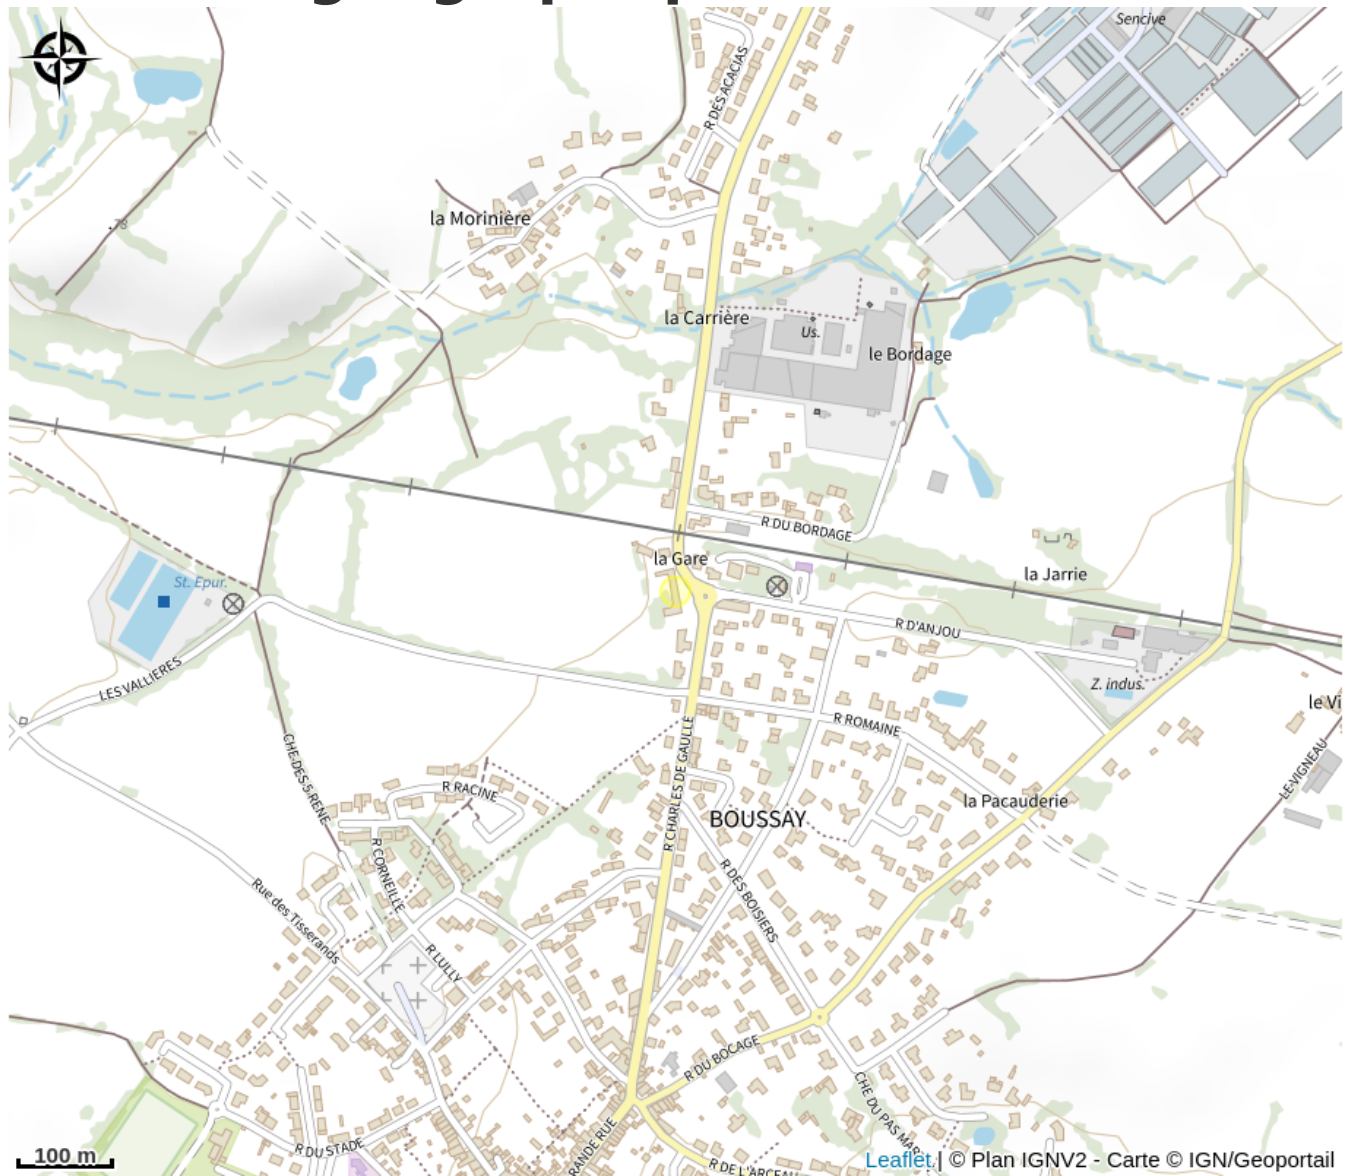 Sencive
R DES ACACIAS
la Morinière
.73
la Carrière
Us.
le Bordage
R DU BORDAGE
la Gare
la Jarrie
St. Epur.
R D'ANJOU
LES VALLIERES
Z. indus.
le Vi
R ROMAINE
CHE DES 5 RENE
R CHARLES DE GAULLE
LE VIGNEAU
R RACINE
la Pacauderie
BOUSSAY
R CORNEILLE
R DES BOISIERS
Rue des Tisserands
R LULLY
R DU BOCAGE
CHE DU PAS MAR
R DU STADE
RANDE RUE
R DE L'ARCEAU
100 m
Leaflet | © Plan IGNV2 - Carte © IGN/Geoportail